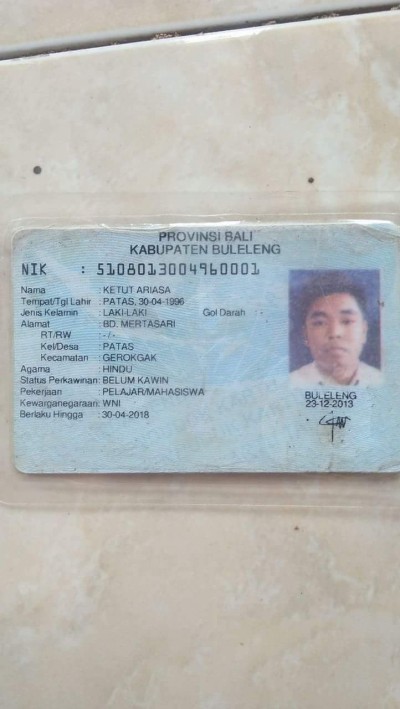 PROVINSI BALI
KABUPATEN BULELENG
NIK : 5108013004960001
Nama : KETUT ARIASA
Tempat/Tgl Lahir : PATAS, 30-04-1996
Jenis Kelamin : LAKI-LAKI Gol Darah : -
Alamat : BD. MERTASARI
RT/RW : -/-
Kel/Desa : PATAS
Kecamatan : GEROKGAK
Agama : HINDU
Status Perkawinan: BELUM KAWIN
Pekerjaan : PELAJAR/MAHASISWA
Kewarganegaraan: WNI
Berlaku Hingga : 30-04-2018
BULELENG
23-12-2013